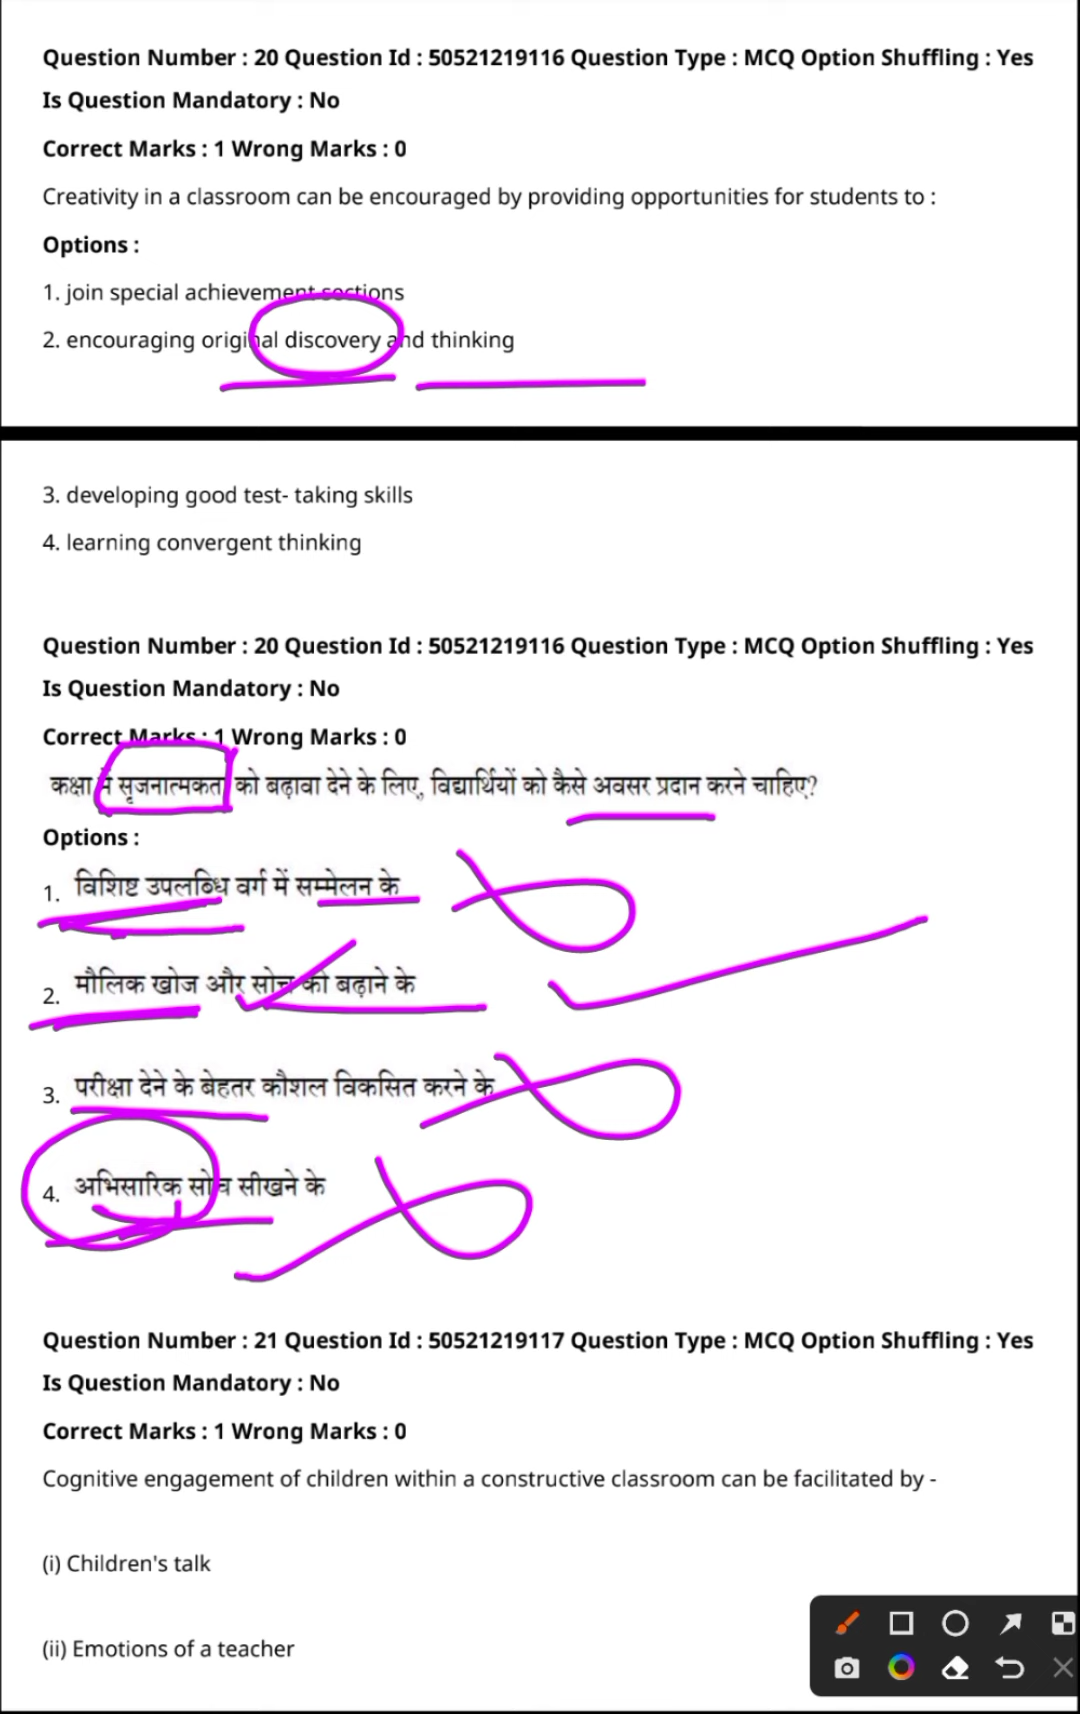 Question Number : 20 Question Id : 50521219116 Question Type : MCQ Option Shuffling : Yes
Is Question Mandatory : No
Correct Marks : 1 Wrong Marks : 0
Creativity in a classroom can be encouraged by providing opportunities for students to :
Options :
1. join special achievement sections
2. encouraging original discovery and thinking
3. developing good test- taking skills
4. learning convergent thinking
Question Number : 20 Question Id : 50521219116 Question Type : MCQ Option Shuffling : Yes
Is Question Mandatory : No
Correct Marks : 1 Wrong Marks : 0
कक्षा में सृजनात्मकता को बढ़ावा देने के लिए, विद्यार्थियों को कैसे अवसर प्रदान करने चाहिए?
Options :
1. विशिष्ट उपलब्धि वर्ग में सम्मेलन के
2. मौलिक खोज और सोच को बढ़ाने के
3. परीक्षा देने के बेहतर कौशल विकसित करने के
4. अभिसारिक सोच सीखने के
Question Number : 21 Question Id : 50521219117 Question Type : MCQ Option Shuffling : Yes
Is Question Mandatory : No
Correct Marks : 1 Wrong Marks : 0
Cognitive engagement of children within a constructive classroom can be facilitated by -
(i) Children's talk
(ii) Emotions of a teacher